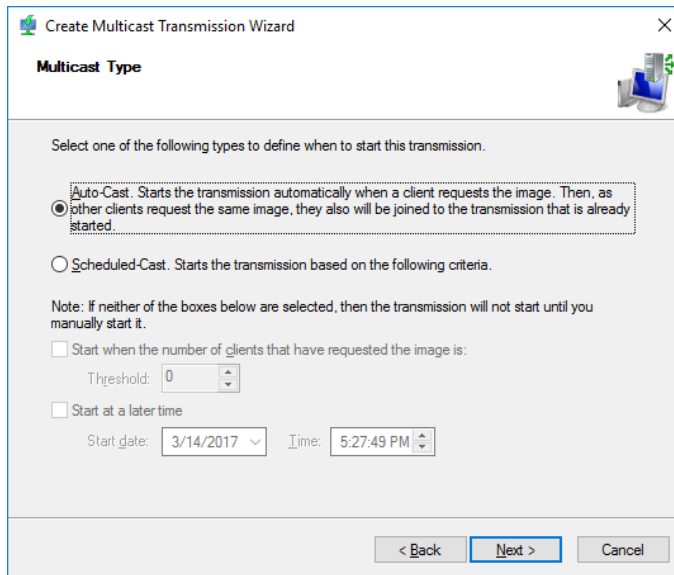 Create Multicast Transmission Wizard
Multicast Type
Select one of the following types to define when to start this transmission.
Auto-Cast. Starts the transmission automatically when a client requests the image. Then, as
other clients request the same image, they also will be joined to the transmission that is already
started.
Scheduled-Cast. Starts the transmission based on the following criteria.
Note: If neither of the boxes below are selected, then the transmission will not start until you
manually start it.
Start when the number of clients that have requested the image is:
Threshold: 0
Start at a later time
Start date: 3/14/2017 Time: 5:27:49 PM
< Back Next > Cancel